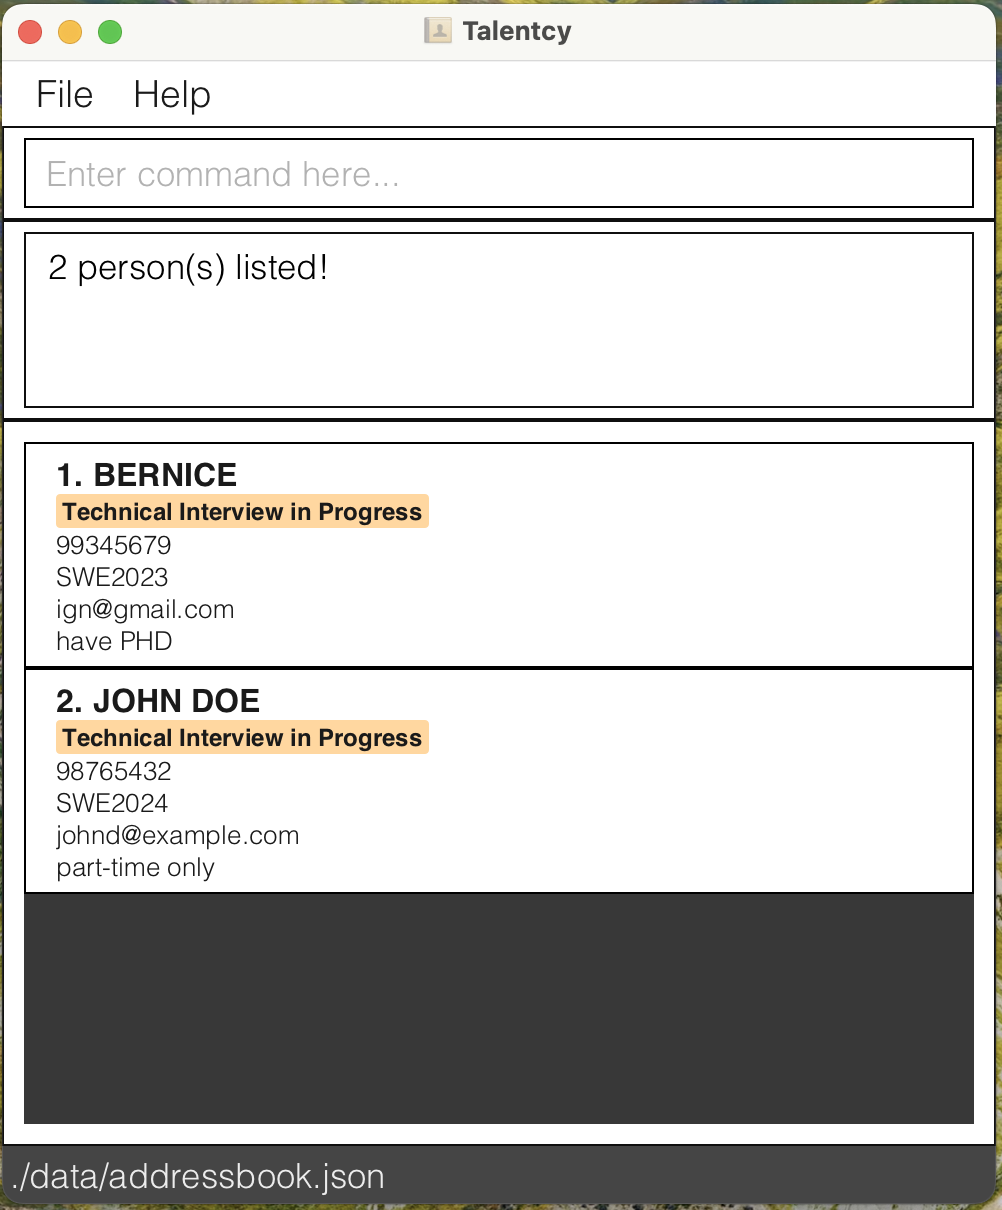 Talentcy
File Help
Enter command here...
2 person(s) listed!
1. BERNICE
Technical Interview in Progress
99345679
SWE2023
ign@gmail.com
have PHD
2. JOHN DOE
Technical Interview in Progress
98765432
SWE2024
johnd@example.com
part-time only
./data/addressbook.json